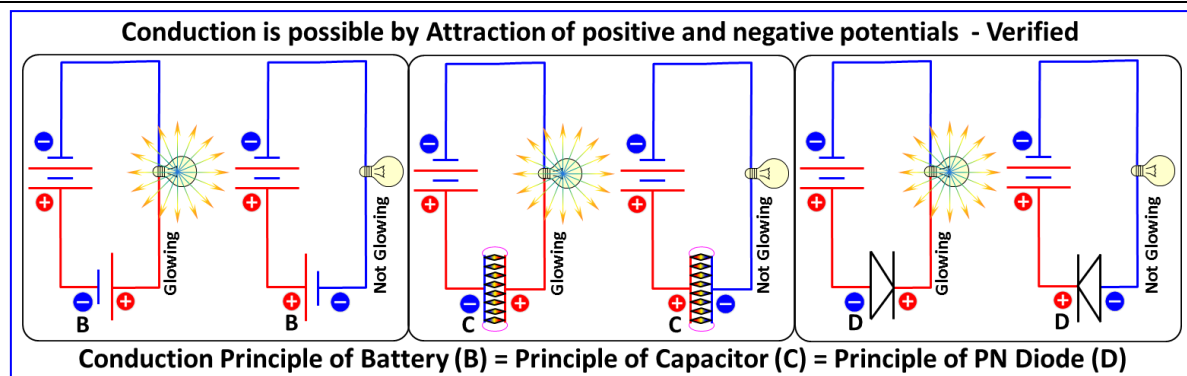 Conduction is possible by Attraction of positive and negative potentials - Verified
− + Glowing − + B
− + Not Glowing + − B
− + Glowing − + C
− + Not Glowing + − C
− + Glowing − + D
− + Not Glowing + − D
Conduction Principle of Battery (B) = Principle of Capacitor (C) = Principle of PN Diode (D)